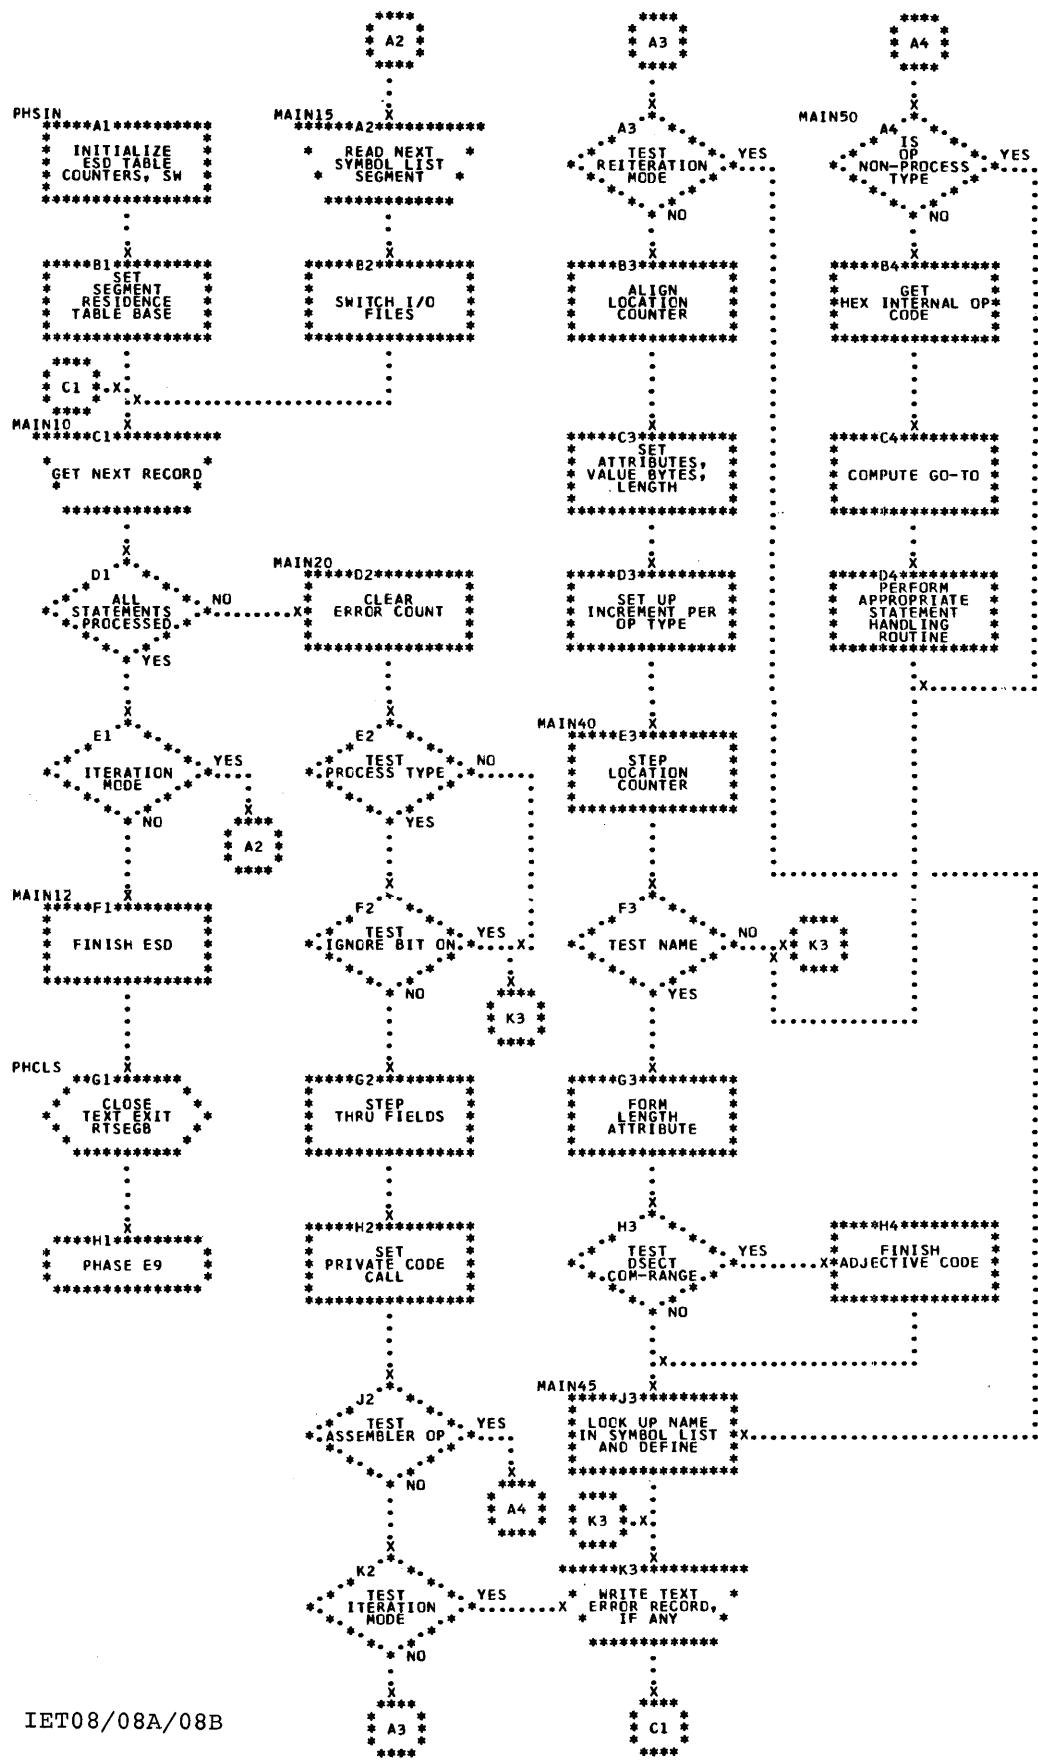 A2
A3
A4
PHSIN
A1
INITIALIZE
ESD TABLE
COUNTERS, SW
B1
SET
SEGMENT
RESIDENCE
TABLE BASE
C1
MAIN10
C1
GET NEXT RECORD
D1
ALL
STATEMENTS
PROCESSED
NO
YES
E1
ITERATION
MODE
YES
NO
A2
MAIN12
F1
FINISH ESD
PHCLS
G1
CLOSE
TEXT EXIT
RTSEGB
H1
PHASE E9
MAIN15
A2
READ NEXT
SYMBOL LIST
SEGMENT
B2
SWITCH I/O
FILES
MAIN20
D2
CLEAR
ERROR COUNT
E2
TEST
PROCESS TYPE
NO
YES
F2
TEST
IGNORE BIT ON
YES
NO
K3
G2
STEP
THRU FIELDS
H2
SET
PRIVATE CODE
CALL
J2
TEST
ASSEMBLER OP
YES
NO
A4
K2
TEST
ITERATION
MODE
YES
NO
A3
A3
TEST
REITERATION
MODE
YES
NO
B3
ALIGN
LOCATION
COUNTER
C3
SET
ATTRIBUTES,
VALUE BYTES,
LENGTH
D3
SET UP
INCREMENT PER
OP TYPE
MAIN40
E3
STEP
LOCATION
COUNTER
F3
TEST NAME
NO
YES
K3
G3
FORM
LENGTH
ATTRIBUTE
H3
TEST
DSECT
COM-RANGE
YES
NO
MAIN45
J3
LOOK UP NAME
IN SYMBOL LIST
AND DEFINE
K3
K3
WRITE TEXT
ERROR RECORD,
IF ANY
C1
MAIN50
A4
IS
OP
NON-PROCESS
TYPE
YES
NO
B4
GET
HEX INTERNAL OP
CODE
C4
COMPUTE GO-TO
D4
PERFORM
APPROPRIATE
STATEMENT
HANDLING
ROUTINE
H4
FINISH
ADJECTIVE CODE
IET08/08A/08B